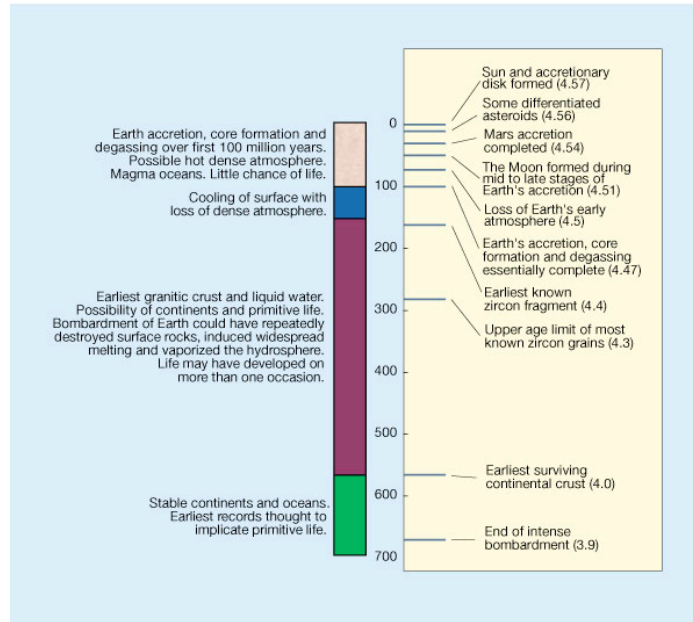 Earth accretion, core formation and
degassing over first 100 million years.
Possible hot dense atmosphere.
Magma oceans. Little chance of life.
Cooling of surface with
loss of dense atmosphere.
Earliest granitic crust and liquid water.
Possibility of continents and primitive life.
Bombardment of Earth could have repeatedly
destroyed surface rocks, induced widespread
melting and vaporized the hydrosphere.
Life may have developed on
more than one occasion.
Stable continents and oceans.
Earliest records thought to
implicate primitive life.
0
100
200
300
400
500
600
700
Sun and accretionary
disk formed (4.57)
Some differentiated
asteroids (4.56)
Mars accretion
completed (4.54)
The Moon formed during
mid to late stages of
Earth's accretion (4.51)
Loss of Earth's early
atmosphere (4.5)
Earth's accretion, core
formation and degassing
essentially complete (4.47)
Earliest known
zircon fragment (4.4)
Upper age limit of most
known zircon grains (4.3)
Earliest surviving
continental crust (4.0)
End of intense
bombardment (3.9)